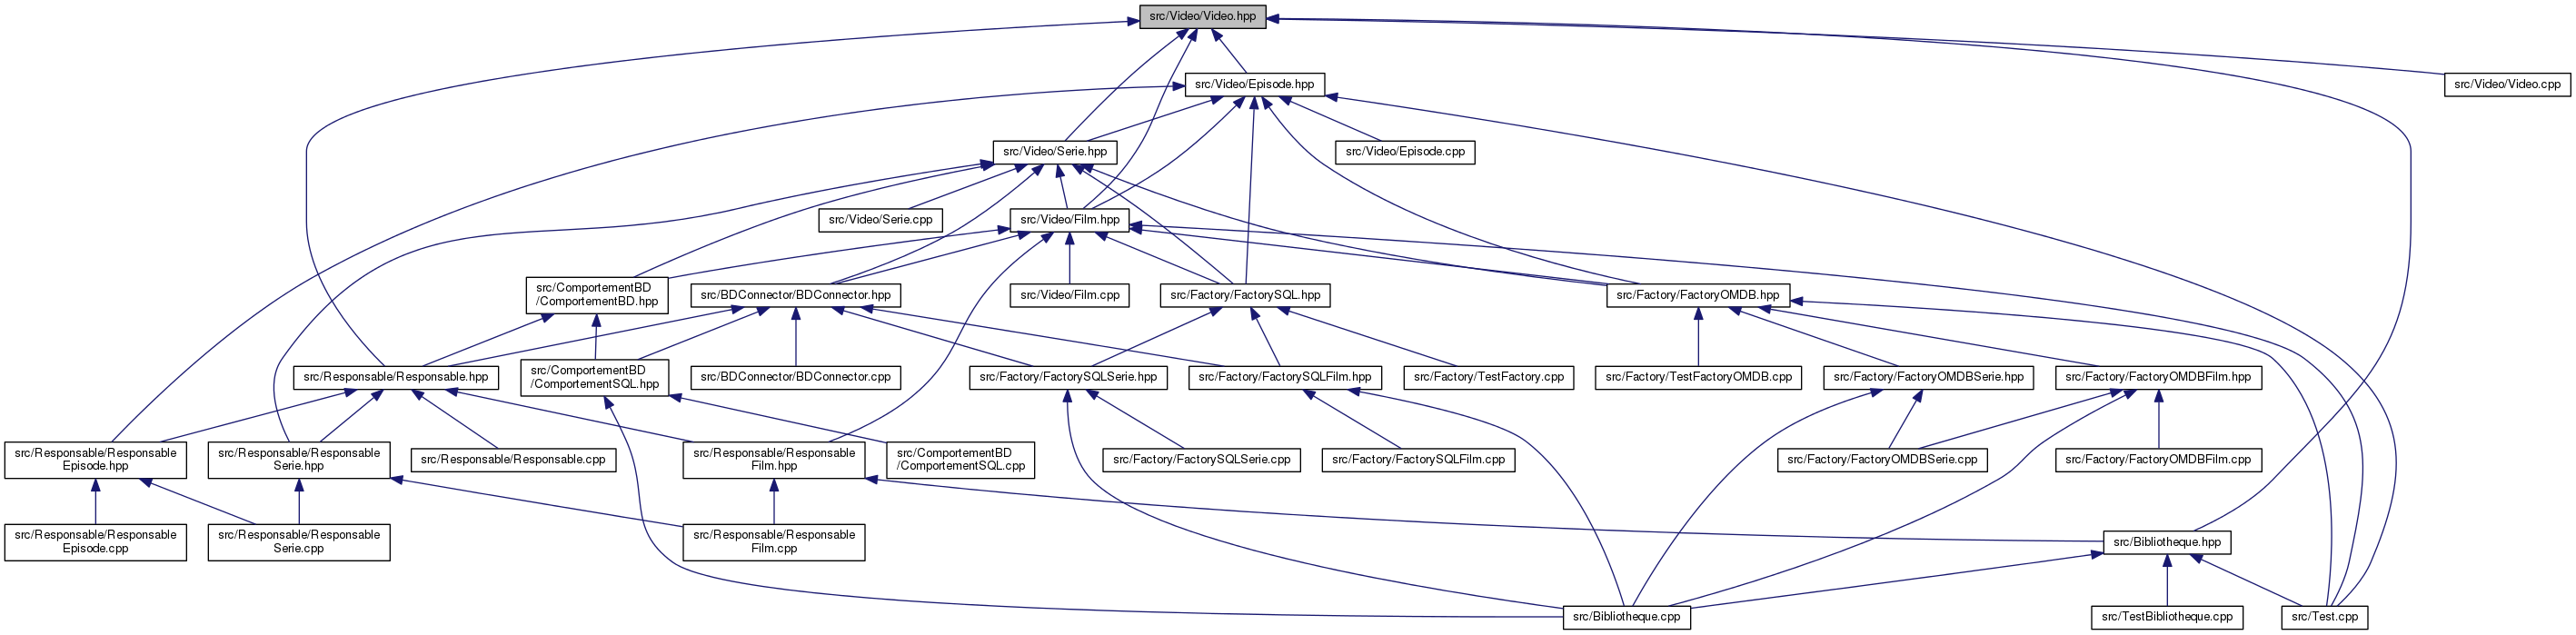 src/Video/Video.hpp
src/Video/Episode.hpp
src/Video/Video.cpp
src/Video/Serie.hpp
src/Video/Episode.cpp
src/Video/Serie.cpp
src/Video/Film.hpp
src/ComportementBD
/ComportementBD.hpp
src/BDConnector/BDConnector.hpp
src/Video/Film.cpp
src/Factory/FactorySQL.hpp
src/Factory/FactoryOMDB.hpp
src/Responsable/Responsable.hpp
src/ComportementBD
/ComportementSQL.hpp
src/BDConnector/BDConnector.cpp
src/Factory/FactorySQLSerie.hpp
src/Factory/FactorySQLFilm.hpp
src/Factory/TestFactory.cpp
src/Factory/TestFactoryOMDB.cpp
src/Factory/FactoryOMDBSerie.hpp
src/Factory/FactoryOMDBFilm.hpp
src/Responsable/Responsable
Episode.hpp
src/Responsable/Responsable
Serie.hpp
src/Responsable/Responsable.cpp
src/Responsable/Responsable
Film.hpp
src/ComportementBD
/ComportementSQL.cpp
src/Factory/FactorySQLSerie.cpp
src/Factory/FactorySQLFilm.cpp
src/Factory/FactoryOMDBSerie.cpp
src/Factory/FactoryOMDBFilm.cpp
src/Responsable/Responsable
Episode.cpp
src/Responsable/Responsable
Serie.cpp
src/Responsable/Responsable
Film.cpp
src/Bibliotheque.hpp
src/Bibliotheque.cpp
src/TestBibliotheque.cpp
src/Test.cpp